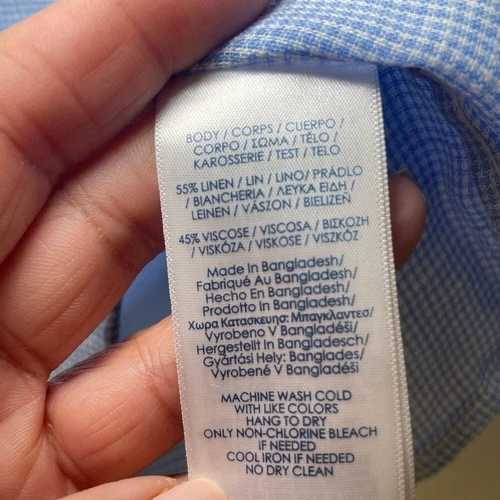 BODY / CORPS / CUERPO /
CORPO / ΣΩΜΑ / TĚLO /
KAROSSERIE / TEST / TELO
55% LINEN / LIN / LINO/ PRÁDLO
/ BIANCHERIA / ΛΕΥΚΑ ΕΙΔΗ /
LEINEN / VÁSZON / BIELIZEŇ
45% VISCOSE / VISCOSA / ΒΙΣΚΟΖΗ
/ VISKÓZA / VISKOSE / VISZKÓZ
Made In Bangladesh/
Fabriqué Au Bangladesh/
Hecho En Bangladesh/
Prodotto In Bangladesh/
Χωρα Κατασκευησ: Μπαγκλαντεσ/
Vyrobeno V Bangladéši/
Hergestellt In Bangladesch/
Gyártási Hely: Banglades/
Vyrobené V Bangladéši
MACHINE WASH COLD
WITH LIKE COLORS
HANG TO DRY
ONLY NON-CHLORINE BLEACH
IF NEEDED
COOL IRON IF NEEDED
NO DRY CLEAN